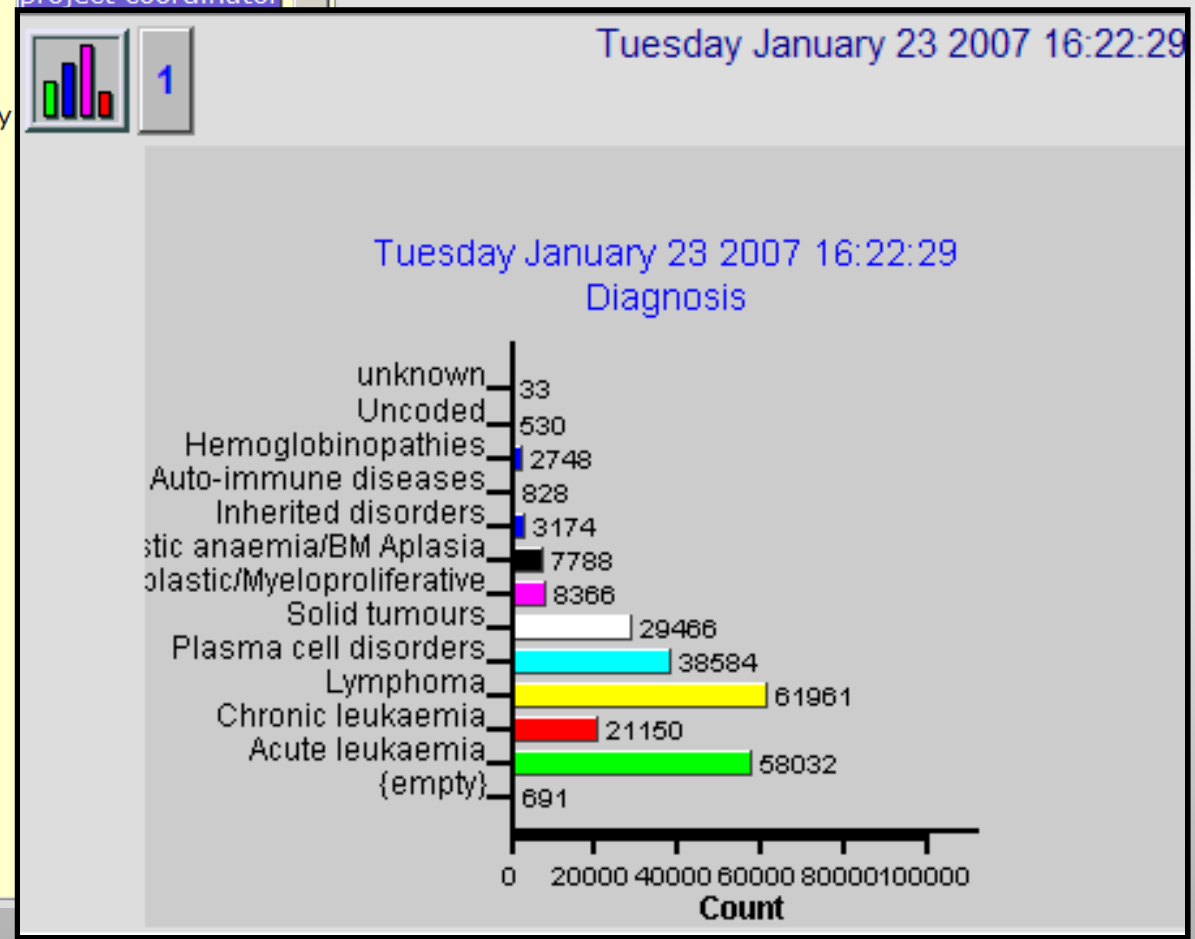 project coordinator
y
1
Tuesday January 23 2007 16:22:29
Tuesday January 23 2007 16:22:29
Diagnosis
unknown 33
Uncoded 530
Hemoglobinopathies 2748
Auto-immune diseases 828
Inherited disorders 3174
stic anaemia/BM Aplasia 7788
plastic/Myeloproliferative 8366
Solid tumours 29466
Plasma cell disorders 38584
Lymphoma 61961
Chronic leukaemia 21150
Acute leukaemia 58032
{empty} 691
0 20000 40000 60000 80000 100000
Count